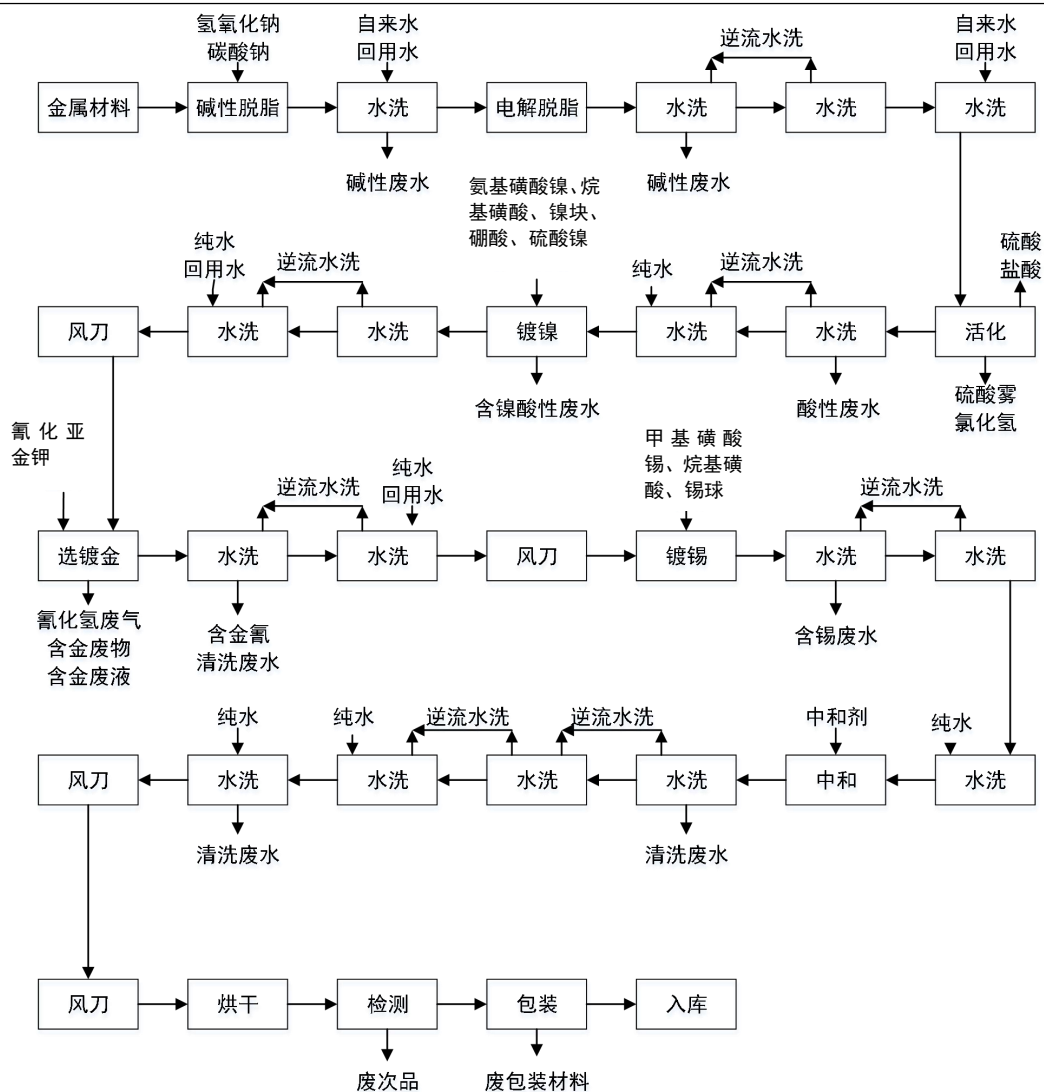 氢氧化钠
碳酸钠
自来水
回用水
逆流水洗
自来水
回用水
金属材料
碱性脱脂
水洗
电解脱脂
水洗
水洗
水洗
碱性废水
碱性废水
氨基磺酸镍、烷
基磺酸、镍块、
硼酸、硫酸镍
纯水
回用水
逆流水洗
纯水
逆流水洗
硫酸
盐酸
风刀
水洗
水洗
镀镍
水洗
水洗
活化
含镍酸性废水
酸性废水
硫酸雾
氯化氢
氰化亚
金钾
逆流水洗
纯水
回用水
甲基磺酸
锡、烷基磺
酸、锡球
逆流水洗
选镀金
水洗
水洗
风刀
镀锡
水洗
水洗
氰化氢废气
含金废物
含金废液
含金氰
清洗废水
含锡废水
纯水
纯水
逆流水洗
逆流水洗
中和剂
纯水
风刀
水洗
水洗
水洗
水洗
中和
水洗
清洗废水
清洗废水
风刀
烘干
检测
包装
入库
废次品
废包装材料